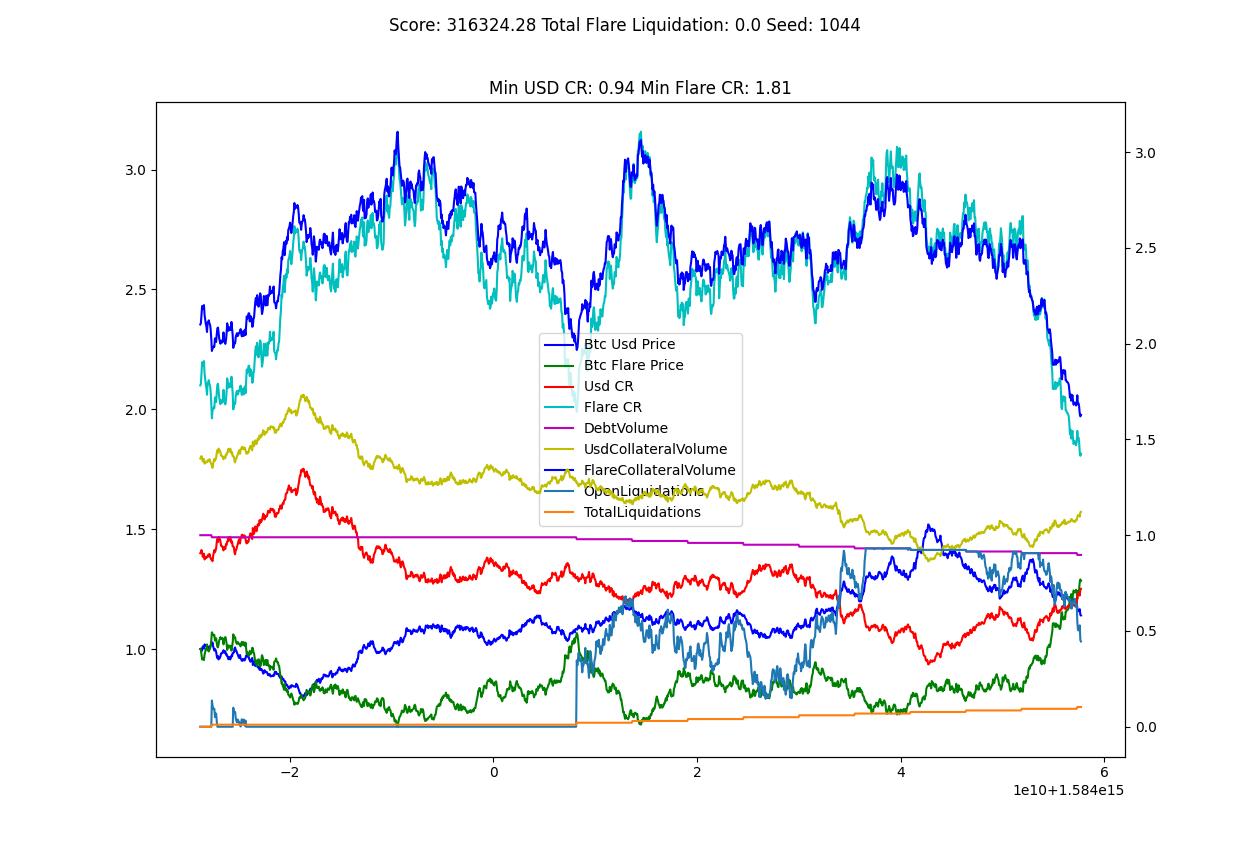 Score: 316324.28 Total Flare Liquidation: 0.0 Seed: 1044
Min USD CR: 0.94 Min Flare CR: 1.81
3.0
2.5
2.0
1.5
1.0
3.0
2.5
2.0
1.5
1.0
0.5
0.0
Btc Usd Price
Btc Flare Price
Usd CR
Flare CR
DebtVolume
UsdCollateralVolume
FlareCollateralVolume
OpenLiquidations
TotalLiquidations
−2 0 2 4 6
1e10+1.584e15